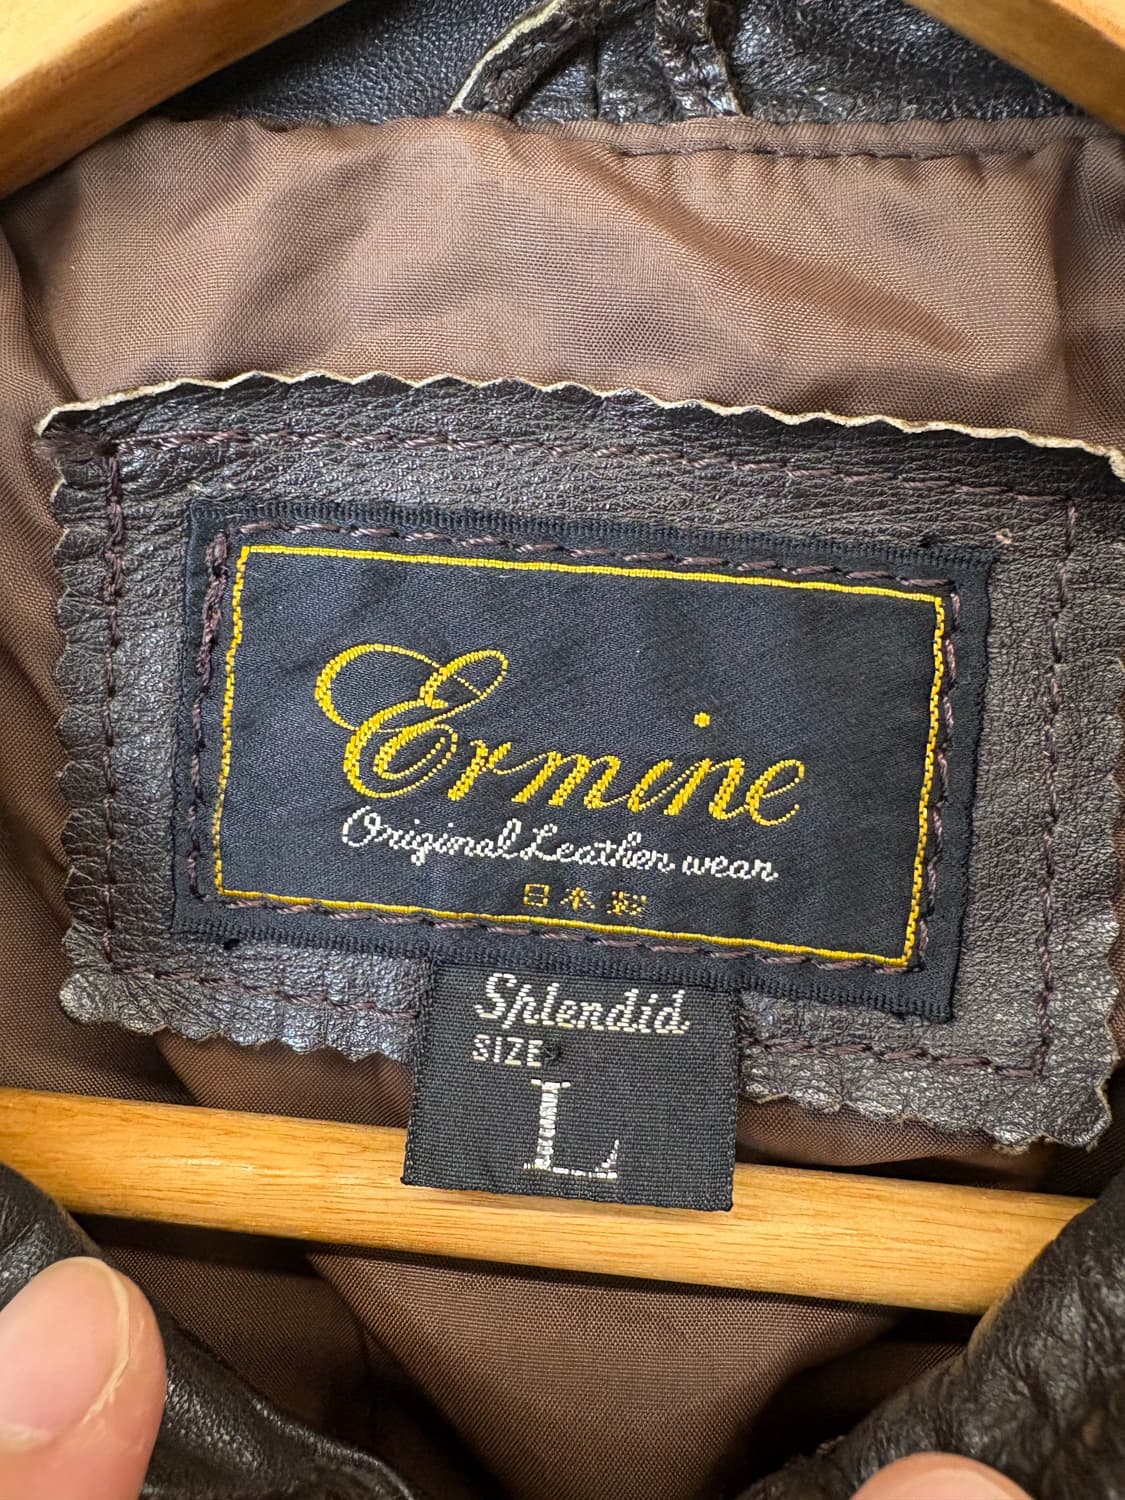 Ermine
Original Leather wear
日本製
Splendid
SIZE
L